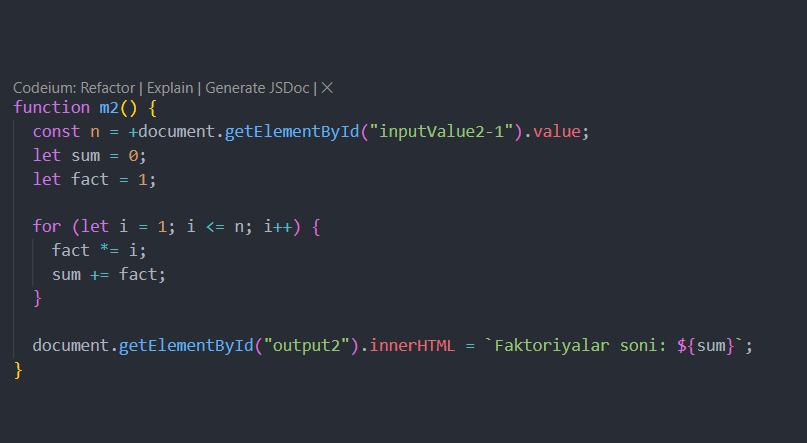 Codeium: Refactor | Explain | Generate JSDoc | ✕
function m2() {
  const n = +document.getElementById("inputValue2-1").value;
  let sum = 0;
  let fact = 1;

  for (let i = 1; i <= n; i++) {
    fact *= i;
    sum += fact;
  }

  document.getElementById("output2").innerHTML = `Faktoriyalar soni: ${sum}`;
}